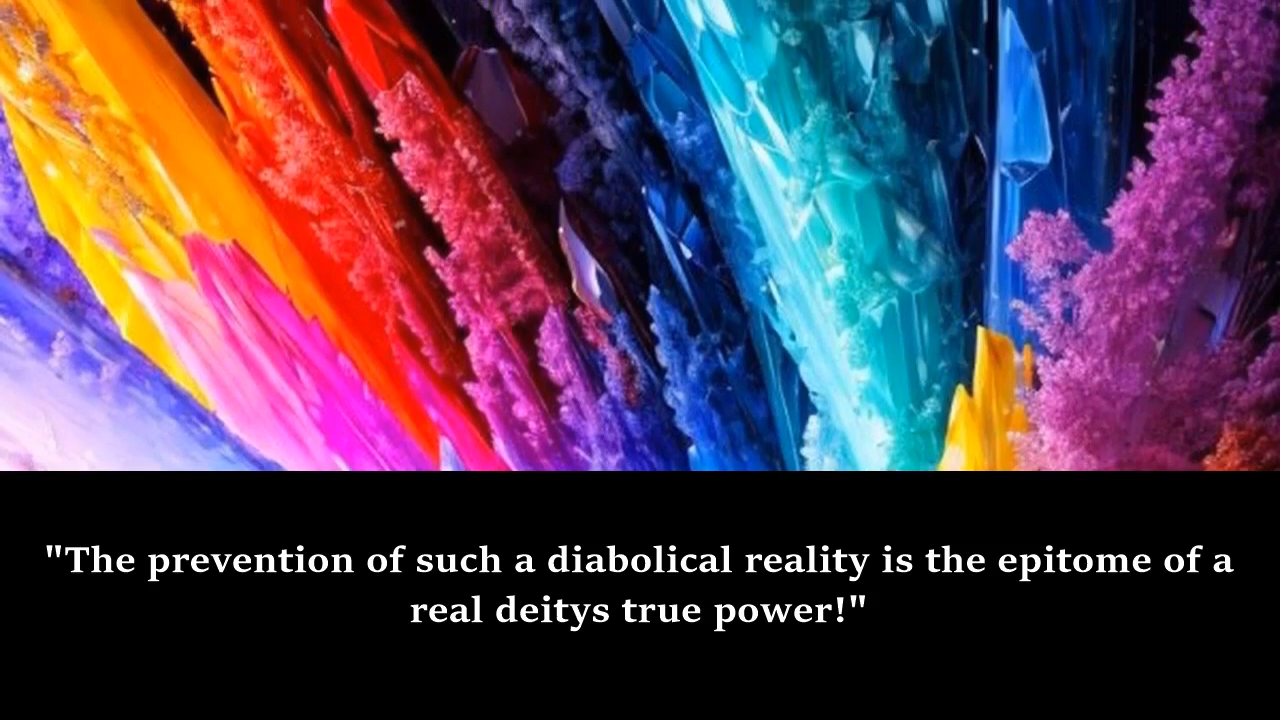 "The prevention of such a diabolical reality is the epitome of a
real deitys true power!"